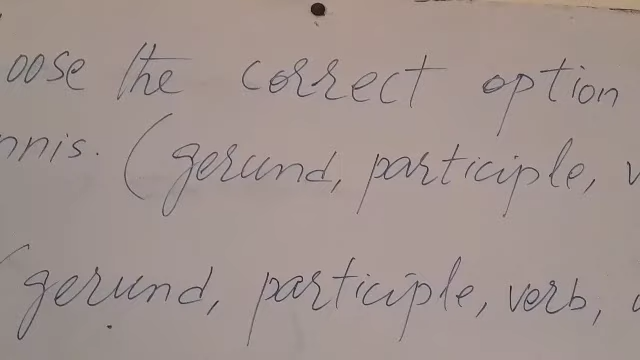 oose the correct option
nnis. (gerund, participle, v
(gerund, participle, verb,